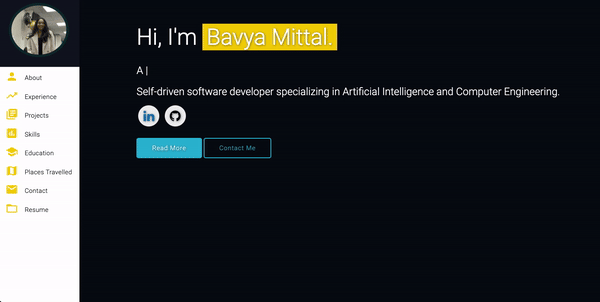 Hi, I'm Bavya Mittal.
A |
Self-driven software developer specializing in Artificial Intelligence and Computer Engineering.
in
Read More
Contact Me
About
Experience
Projects
Skills
Education
Places Travelled
Contact
Resume